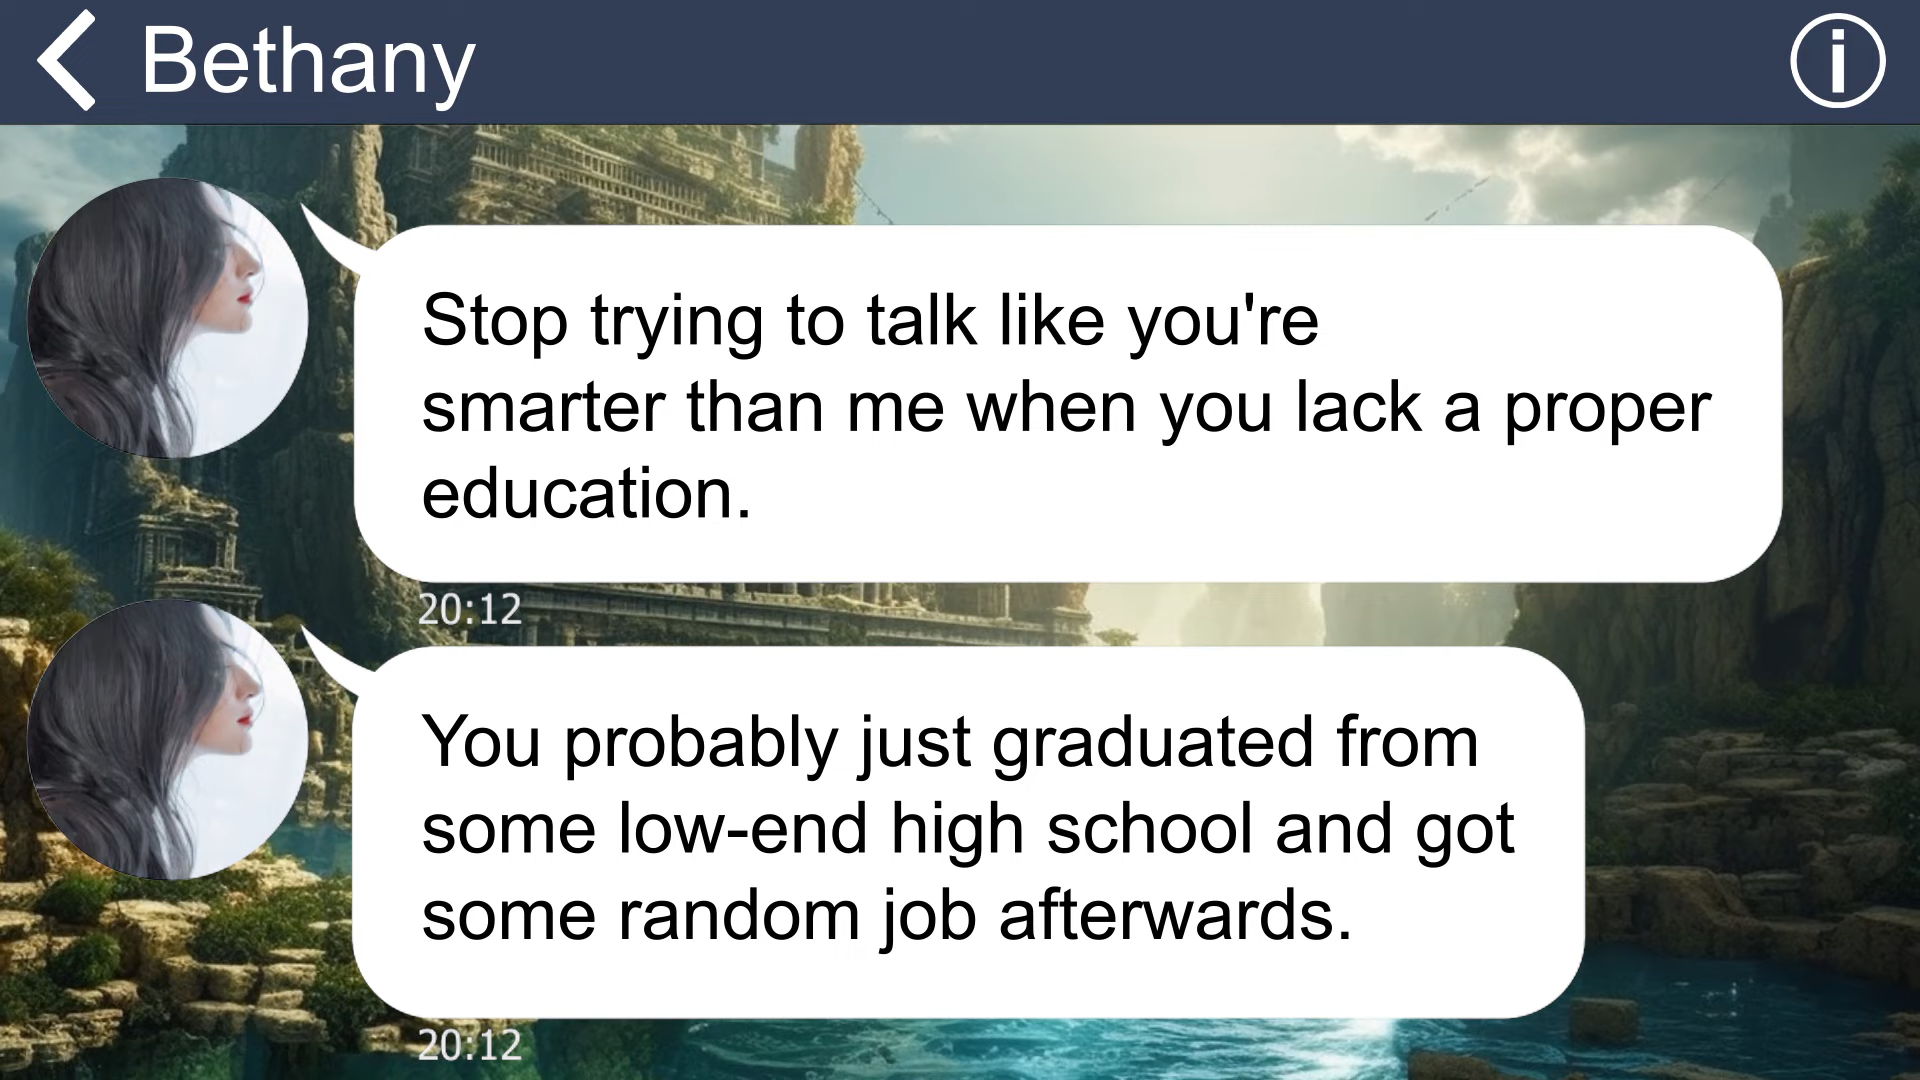 Bethany
Stop trying to talk like you're
smarter than me when you lack a proper
education.
20:12
You probably just graduated from
some low-end high school and got
some random job afterwards.
20:12